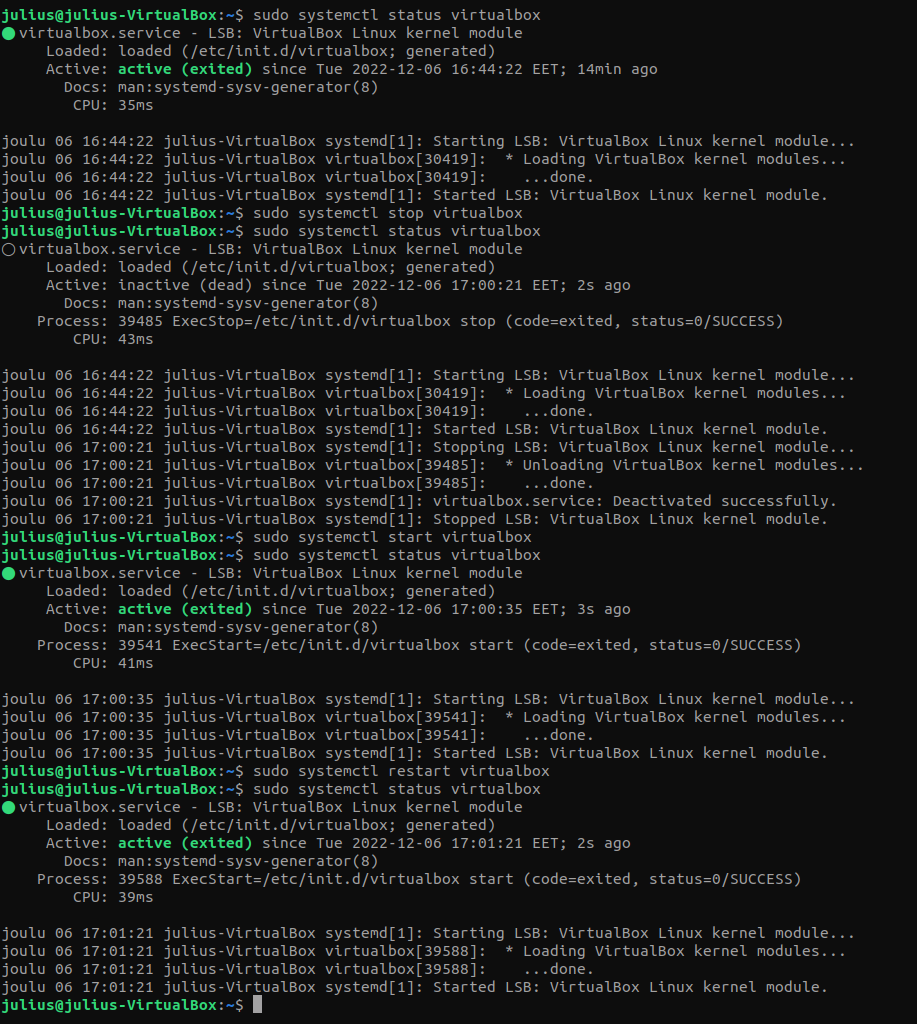 julius@julius-VirtualBox:~$ sudo systemctl status virtualbox
● virtualbox.service - LSB: VirtualBox Linux kernel module
     Loaded: loaded (/etc/init.d/virtualbox; generated)
     Active: active (exited) since Tue 2022-12-06 16:44:22 EET; 14min ago
       Docs: man:systemd-sysv-generator(8)
        CPU: 35ms

joulu 06 16:44:22 julius-VirtualBox systemd[1]: Starting LSB: VirtualBox Linux kernel module...
joulu 06 16:44:22 julius-VirtualBox virtualbox[30419]:  * Loading VirtualBox kernel modules...
joulu 06 16:44:22 julius-VirtualBox virtualbox[30419]:    ...done.
joulu 06 16:44:22 julius-VirtualBox systemd[1]: Started LSB: VirtualBox Linux kernel module.
julius@julius-VirtualBox:~$ sudo systemctl stop virtualbox
julius@julius-VirtualBox:~$ sudo systemctl status virtualbox
○ virtualbox.service - LSB: VirtualBox Linux kernel module
     Loaded: loaded (/etc/init.d/virtualbox; generated)
     Active: inactive (dead) since Tue 2022-12-06 17:00:21 EET; 2s ago
       Docs: man:systemd-sysv-generator(8)
    Process: 39485 ExecStop=/etc/init.d/virtualbox stop (code=exited, status=0/SUCCESS)
        CPU: 43ms

joulu 06 16:44:22 julius-VirtualBox systemd[1]: Starting LSB: VirtualBox Linux kernel module...
joulu 06 16:44:22 julius-VirtualBox virtualbox[30419]:  * Loading VirtualBox kernel modules...
joulu 06 16:44:22 julius-VirtualBox virtualbox[30419]:    ...done.
joulu 06 16:44:22 julius-VirtualBox systemd[1]: Started LSB: VirtualBox Linux kernel module.
joulu 06 17:00:21 julius-VirtualBox systemd[1]: Stopping LSB: VirtualBox Linux kernel module...
joulu 06 17:00:21 julius-VirtualBox virtualbox[39485]:  * Unloading VirtualBox kernel modules...
joulu 06 17:00:21 julius-VirtualBox virtualbox[39485]:    ...done.
joulu 06 17:00:21 julius-VirtualBox systemd[1]: virtualbox.service: Deactivated successfully.
joulu 06 17:00:21 julius-VirtualBox systemd[1]: Stopped LSB: VirtualBox Linux kernel module.
julius@julius-VirtualBox:~$ sudo systemctl start virtualbox
julius@julius-VirtualBox:~$ sudo systemctl status virtualbox
● virtualbox.service - LSB: VirtualBox Linux kernel module
     Loaded: loaded (/etc/init.d/virtualbox; generated)
     Active: active (exited) since Tue 2022-12-06 17:00:35 EET; 3s ago
       Docs: man:systemd-sysv-generator(8)
    Process: 39541 ExecStart=/etc/init.d/virtualbox start (code=exited, status=0/SUCCESS)
        CPU: 41ms

joulu 06 17:00:35 julius-VirtualBox systemd[1]: Starting LSB: VirtualBox Linux kernel module...
joulu 06 17:00:35 julius-VirtualBox virtualbox[39541]:  * Loading VirtualBox kernel modules...
joulu 06 17:00:35 julius-VirtualBox virtualbox[39541]:    ...done.
joulu 06 17:00:35 julius-VirtualBox systemd[1]: Started LSB: VirtualBox Linux kernel module.
julius@julius-VirtualBox:~$ sudo systemctl restart virtualbox
julius@julius-VirtualBox:~$ sudo systemctl status virtualbox
● virtualbox.service - LSB: VirtualBox Linux kernel module
     Loaded: loaded (/etc/init.d/virtualbox; generated)
     Active: active (exited) since Tue 2022-12-06 17:01:21 EET; 2s ago
       Docs: man:systemd-sysv-generator(8)
    Process: 39588 ExecStart=/etc/init.d/virtualbox start (code=exited, status=0/SUCCESS)
        CPU: 39ms

joulu 06 17:01:21 julius-VirtualBox systemd[1]: Starting LSB: VirtualBox Linux kernel module...
joulu 06 17:01:21 julius-VirtualBox virtualbox[39588]:  * Loading VirtualBox kernel modules...
joulu 06 17:01:21 julius-VirtualBox virtualbox[39588]:    ...done.
joulu 06 17:01:21 julius-VirtualBox systemd[1]: Started LSB: VirtualBox Linux kernel module.
julius@julius-VirtualBox:~$